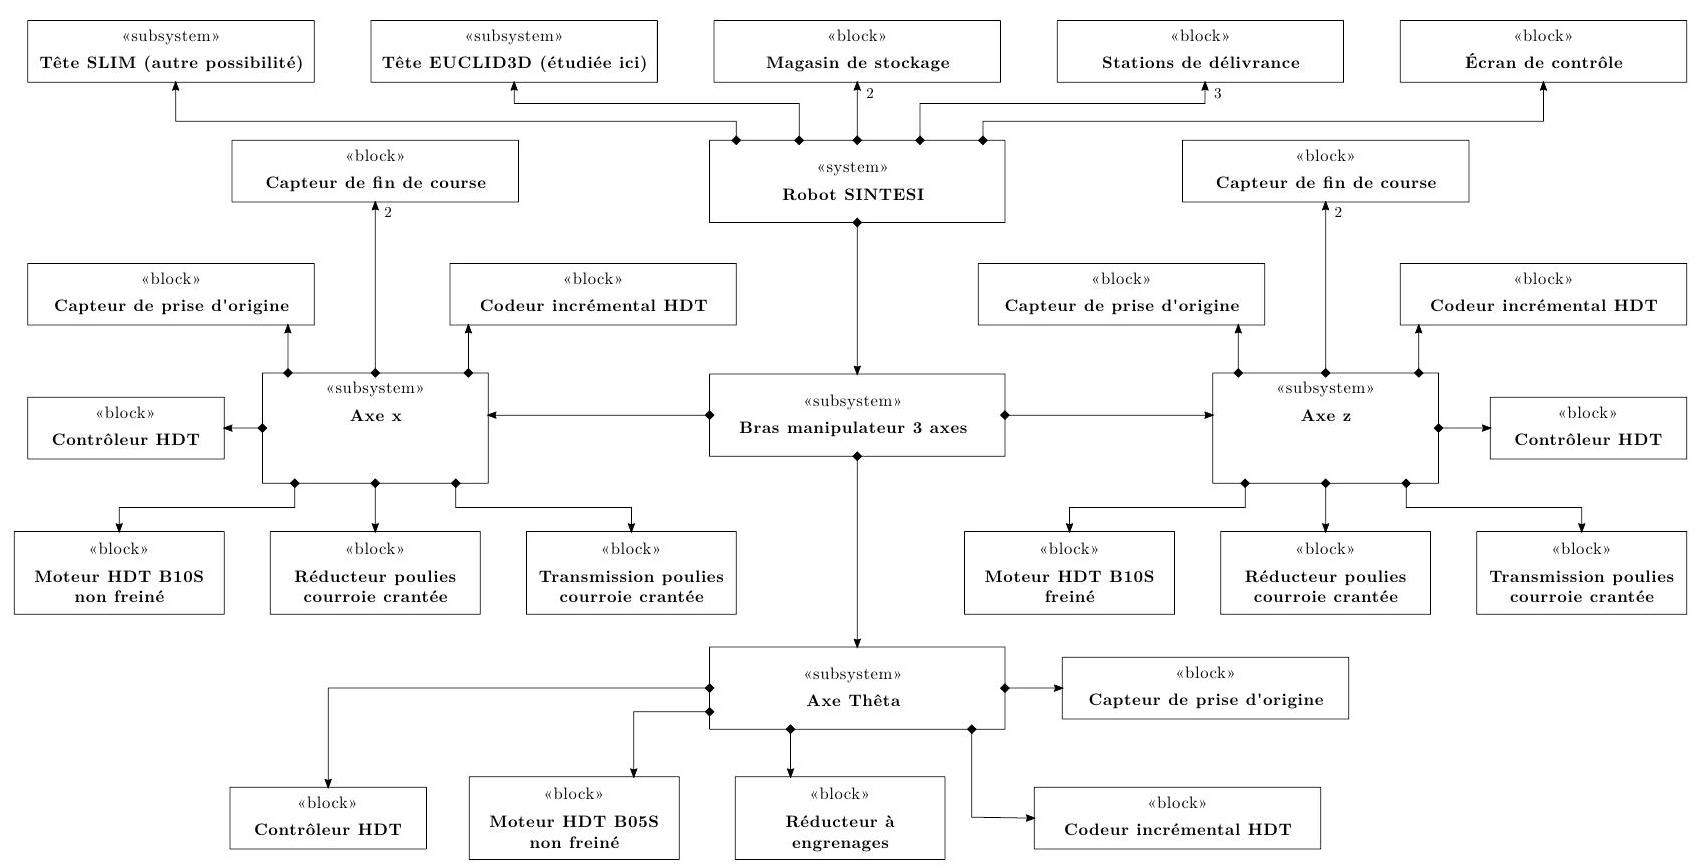 «subsystem»
Tête SLIM (autre possibilité)
«subsystem»
Tête EUCLID3D (étudiée ici)
«block»
Magasin de stockage
«block»
Stations de délivrance
«block»
Écran de contrôle
2
3
«block»
Capteur de fin de course
«system»
Robot SINTESI
«block»
Capteur de fin de course
2
2
«block»
Capteur de prise d'origine
«block»
Codeur incrémental HDT
«block»
Capteur de prise d'origine
«block»
Codeur incrémental HDT
«block»
Contrôleur HDT
«subsystem»
Axe x
«subsystem»
Bras manipulateur 3 axes
«subsystem»
Axe z
«block»
Contrôleur HDT
«block»
Moteur HDT B10S
non freiné
«block»
Réducteur poulies
courroie crantée
«block»
Transmission poulies
courroie crantée
«block»
Moteur HDT B10S
freiné
«block»
Réducteur poulies
courroie crantée
«block»
Transmission poulies
courroie crantée
«subsystem»
Axe Thêta
«block»
Capteur de prise d'origine
«block»
Contrôleur HDT
«block»
Moteur HDT B05S
non freiné
«block»
Réducteur à
engrenages
«block»
Codeur incrémental HDT